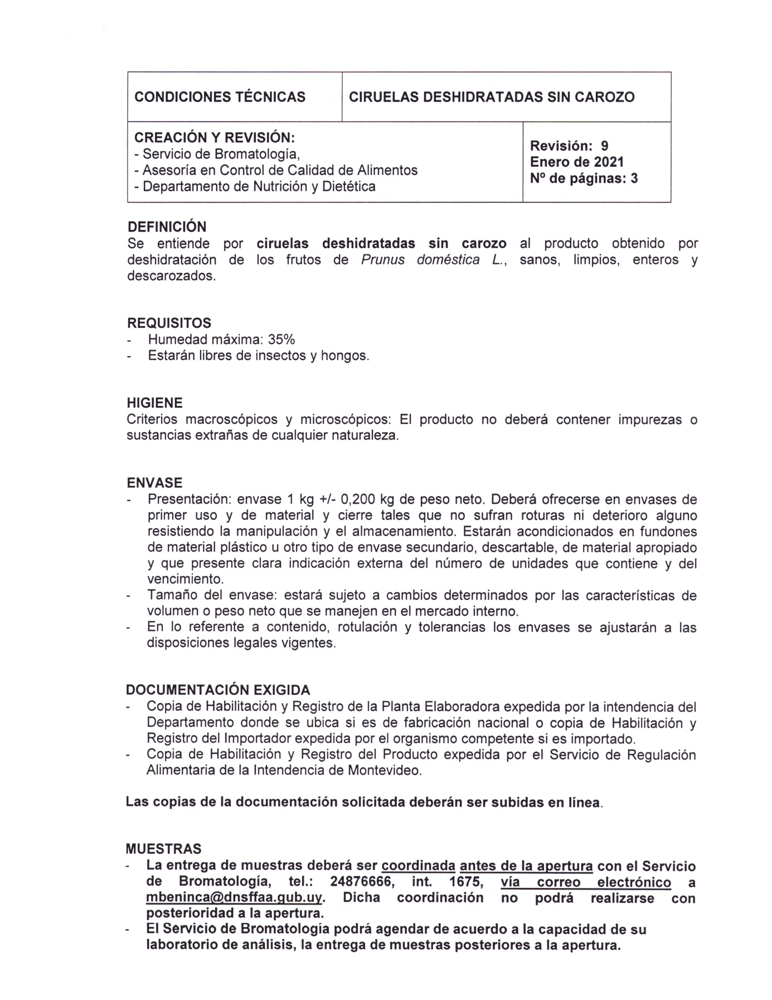 CONDICIONES TÉCNICAS
CIRUELAS DESHIDRATADAS SIN CAROZO
CREACIÓN Y REVISIÓN:
- Servicio de Bromatología,
- Asesoría en Control de Calidad de Alimentos
- Departamento de Nutrición y Dietética
Revisión: 9
Enero de 2021
Nº de páginas: 3
DEFINICIÓN
Se entiende por ciruelas deshidratadas sin carozo al producto obtenido por
deshidratación de los frutos de Prunus doméstica L., sanos, limpios, enteros y
descarozados.
REQUISITOS
- Humedad máxima: 35%
- Estarán libres de insectos y hongos.
HIGIENE
Criterios macroscópicos y microscópicos: El producto no deberá contener impurezas o
sustancias extrañas de cualquier naturaleza.
ENVASE
- Presentación: envase 1 kg +/- 0,200 kg de peso neto. Deberá ofrecerse en envases de
primer uso y de material y cierre tales que no sufran roturas ni deterioro alguno
resistiendo la manipulación y el almacenamiento. Estarán acondicionados en fundones
de material plástico u otro tipo de envase secundario, descartable, de material apropiado
y que presente clara indicación externa del número de unidades que contiene y del
vencimiento.
- Tamaño del envase: estará sujeto a cambios determinados por las características de
volumen o peso neto que se manejen en el mercado interno.
- En lo referente a contenido, rotulación y tolerancias los envases se ajustarán a las
disposiciones legales vigentes.
DOCUMENTACIÓN EXIGIDA
- Copia de Habilitación y Registro de la Planta Elaboradora expedida por la intendencia del
Departamento donde se ubica si es de fabricación nacional o copia de Habilitación y
Registro del Importador expedida por el organismo competente si es importado.
- Copia de Habilitación y Registro del Producto expedida por el Servicio de Regulación
Alimentaria de la Intendencia de Montevideo.
Las copias de la documentación solicitada deberán ser subidas en línea.
MUESTRAS
- La entrega de muestras deberá ser coordinada antes de la apertura con el Servicio
de Bromatología, tel.: 24876666, int. 1675, vía correo electrónico a
mbeninca@dnsffaa.gub.uy. Dicha coordinación no podrá realizarse con
posterioridad a la apertura.
- El Servicio de Bromatología podrá agendar de acuerdo a la capacidad de su
laboratorio de análisis, la entrega de muestras posteriores a la apertura.